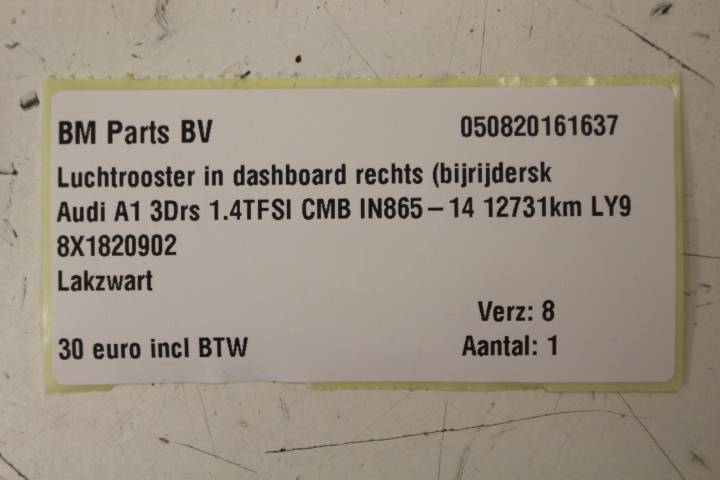 BM Parts BV 050820161637
Luchtrooster in dashboard rechts (bijrijdersk
Audi A1 3Drs 1.4TFSI CMB IN865-14 12731km LY9
8X1820902
Lakzwart
Verz: 8
30 euro incl BTW Aantal: 1